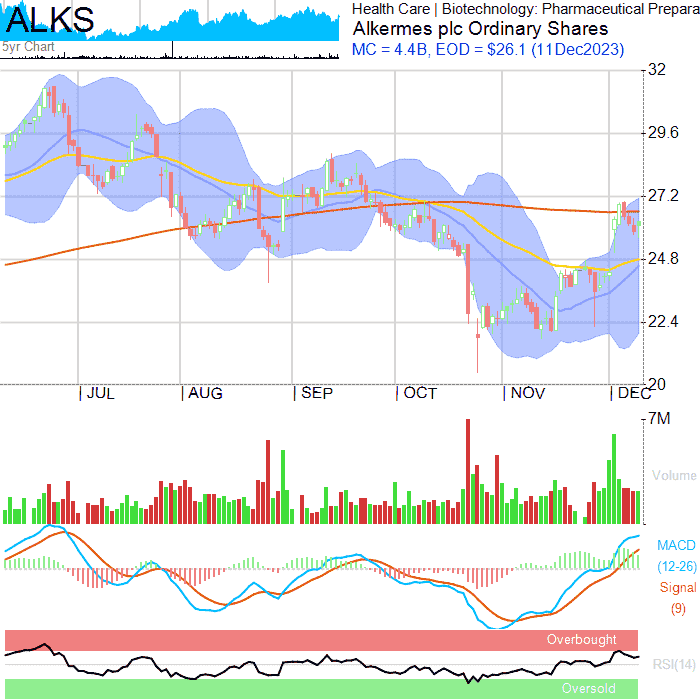 ALKS
5yr Chart
Health Care | Biotechnology: Pharmaceutical Prepara
Alkermes plc Ordinary Shares
MC = 4.4B, EOD = $26.1 (11Dec2023)
32
29.6
27.2
24.8
22.4
20
| JUL | AUG | SEP | OCT | NOV | DEC
7M
Volume
MACD
(12-26)
Signal
(9)
Overbought
RSI(14)
Oversold